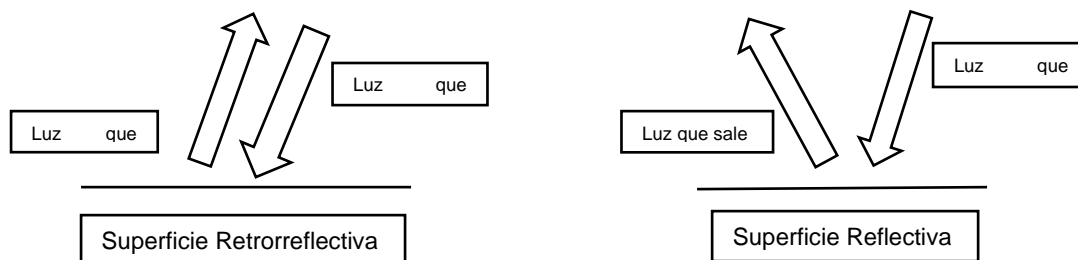 Luz que
Luz que
Superficie Retrorreflectiva
Luz que
Luz que sale
Superficie Reflectiva